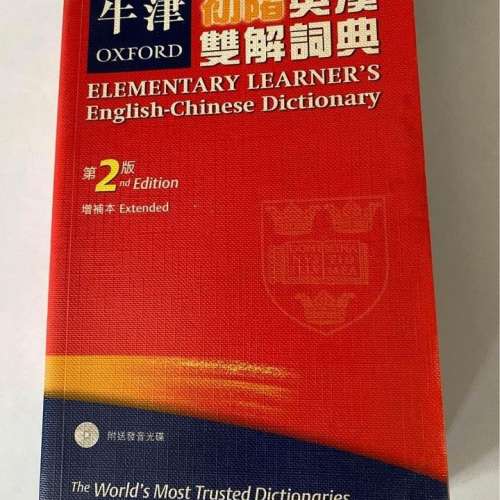 牛津
OXFORD
初階英漢
雙解詞典
ELEMENTARY LEARNER'S
English-Chinese Dictionary
第2版
nd Edition
增補本 Extended
附送發音光碟
The World's Most Trusted Dictionaries